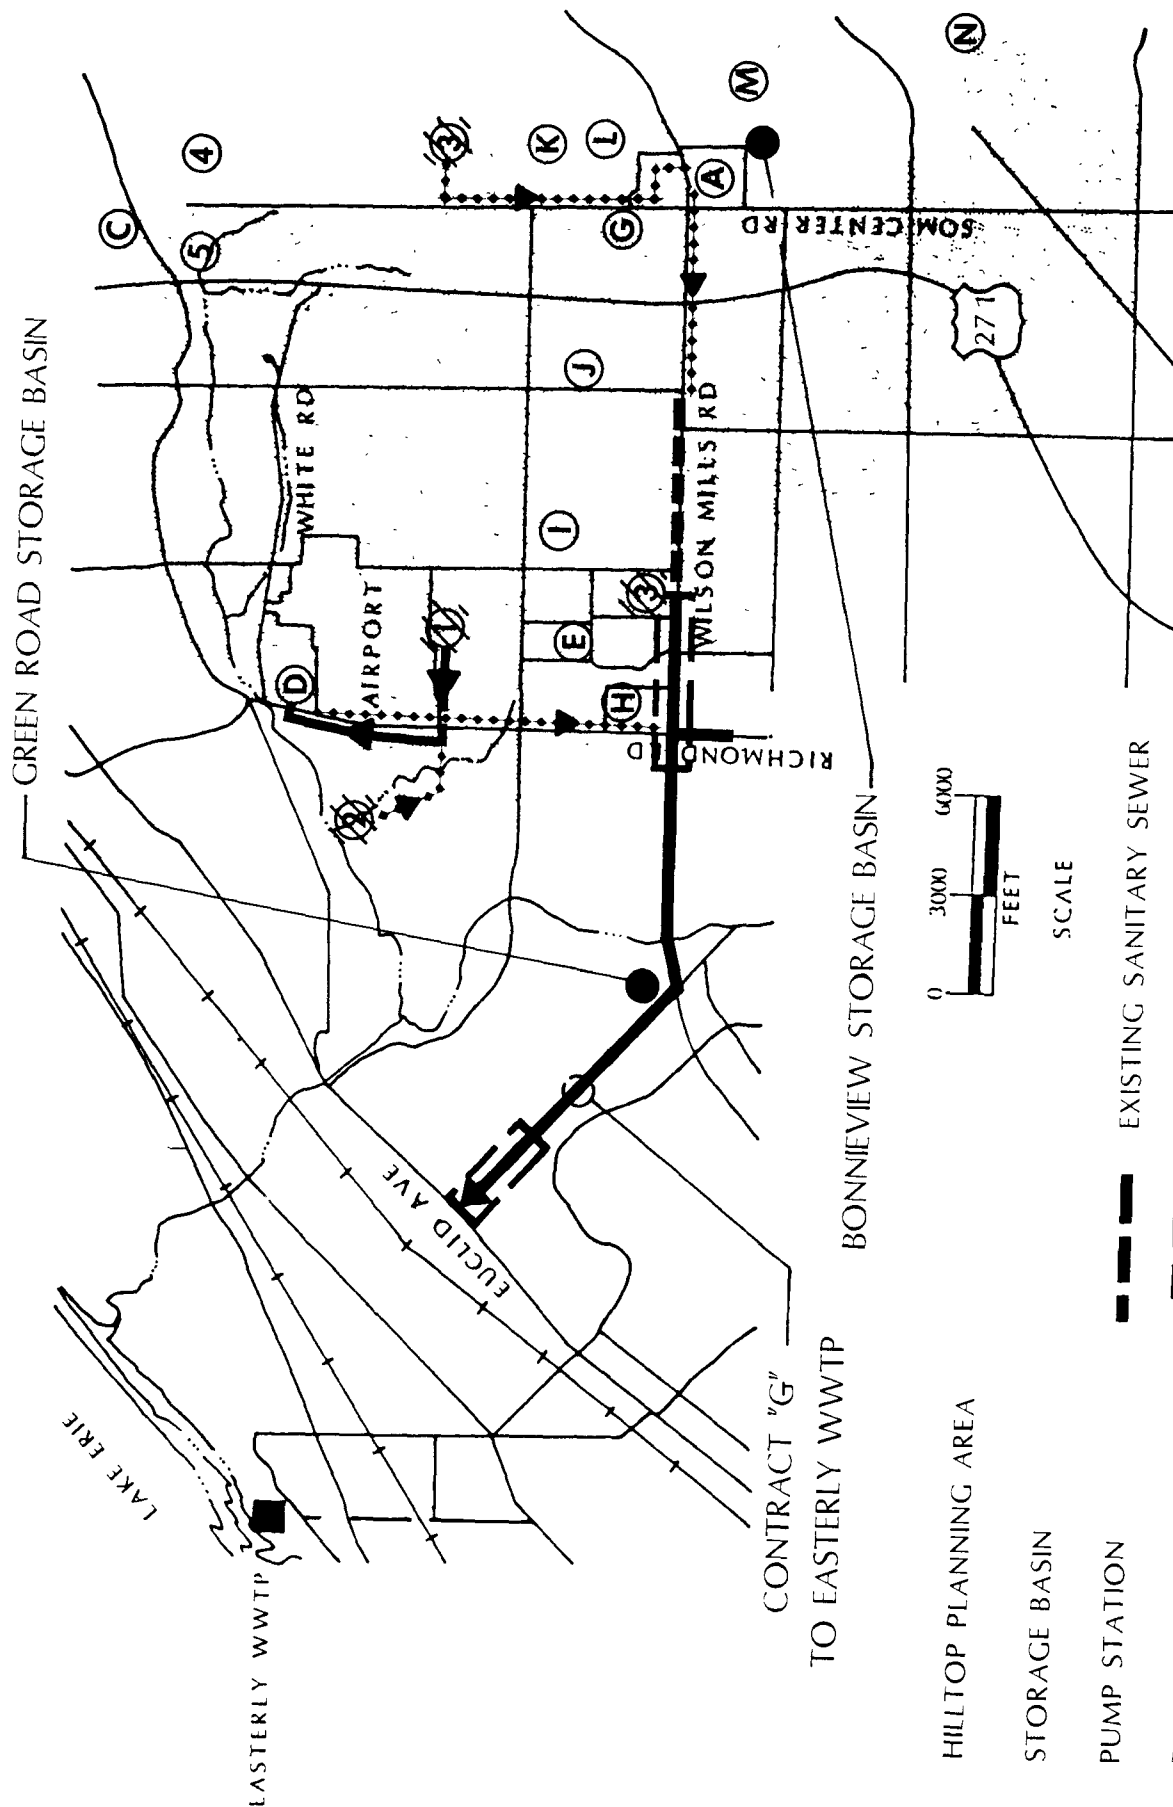 GREEN ROAD STORAGE BASIN
LAKE ERIE
EASTERLY WWTP
EUCLID AVE
CONTRACT "G"
TO EASTERLY WWTP
BONNIEVIEW STORAGE BASIN
RICHMOND RD
WILSON MILLS RD
SOM CENTER RD
WHITE RD
AIRPORT
271
C
4
5
3
K
L
M
N
A
G
J
I
3
E
H
1
D
2
0 3000 6000
FEET
SCALE
HILLTOP PLANNING AREA
STORAGE BASIN
PUMP STATION
EXISTING SANITARY SEWER